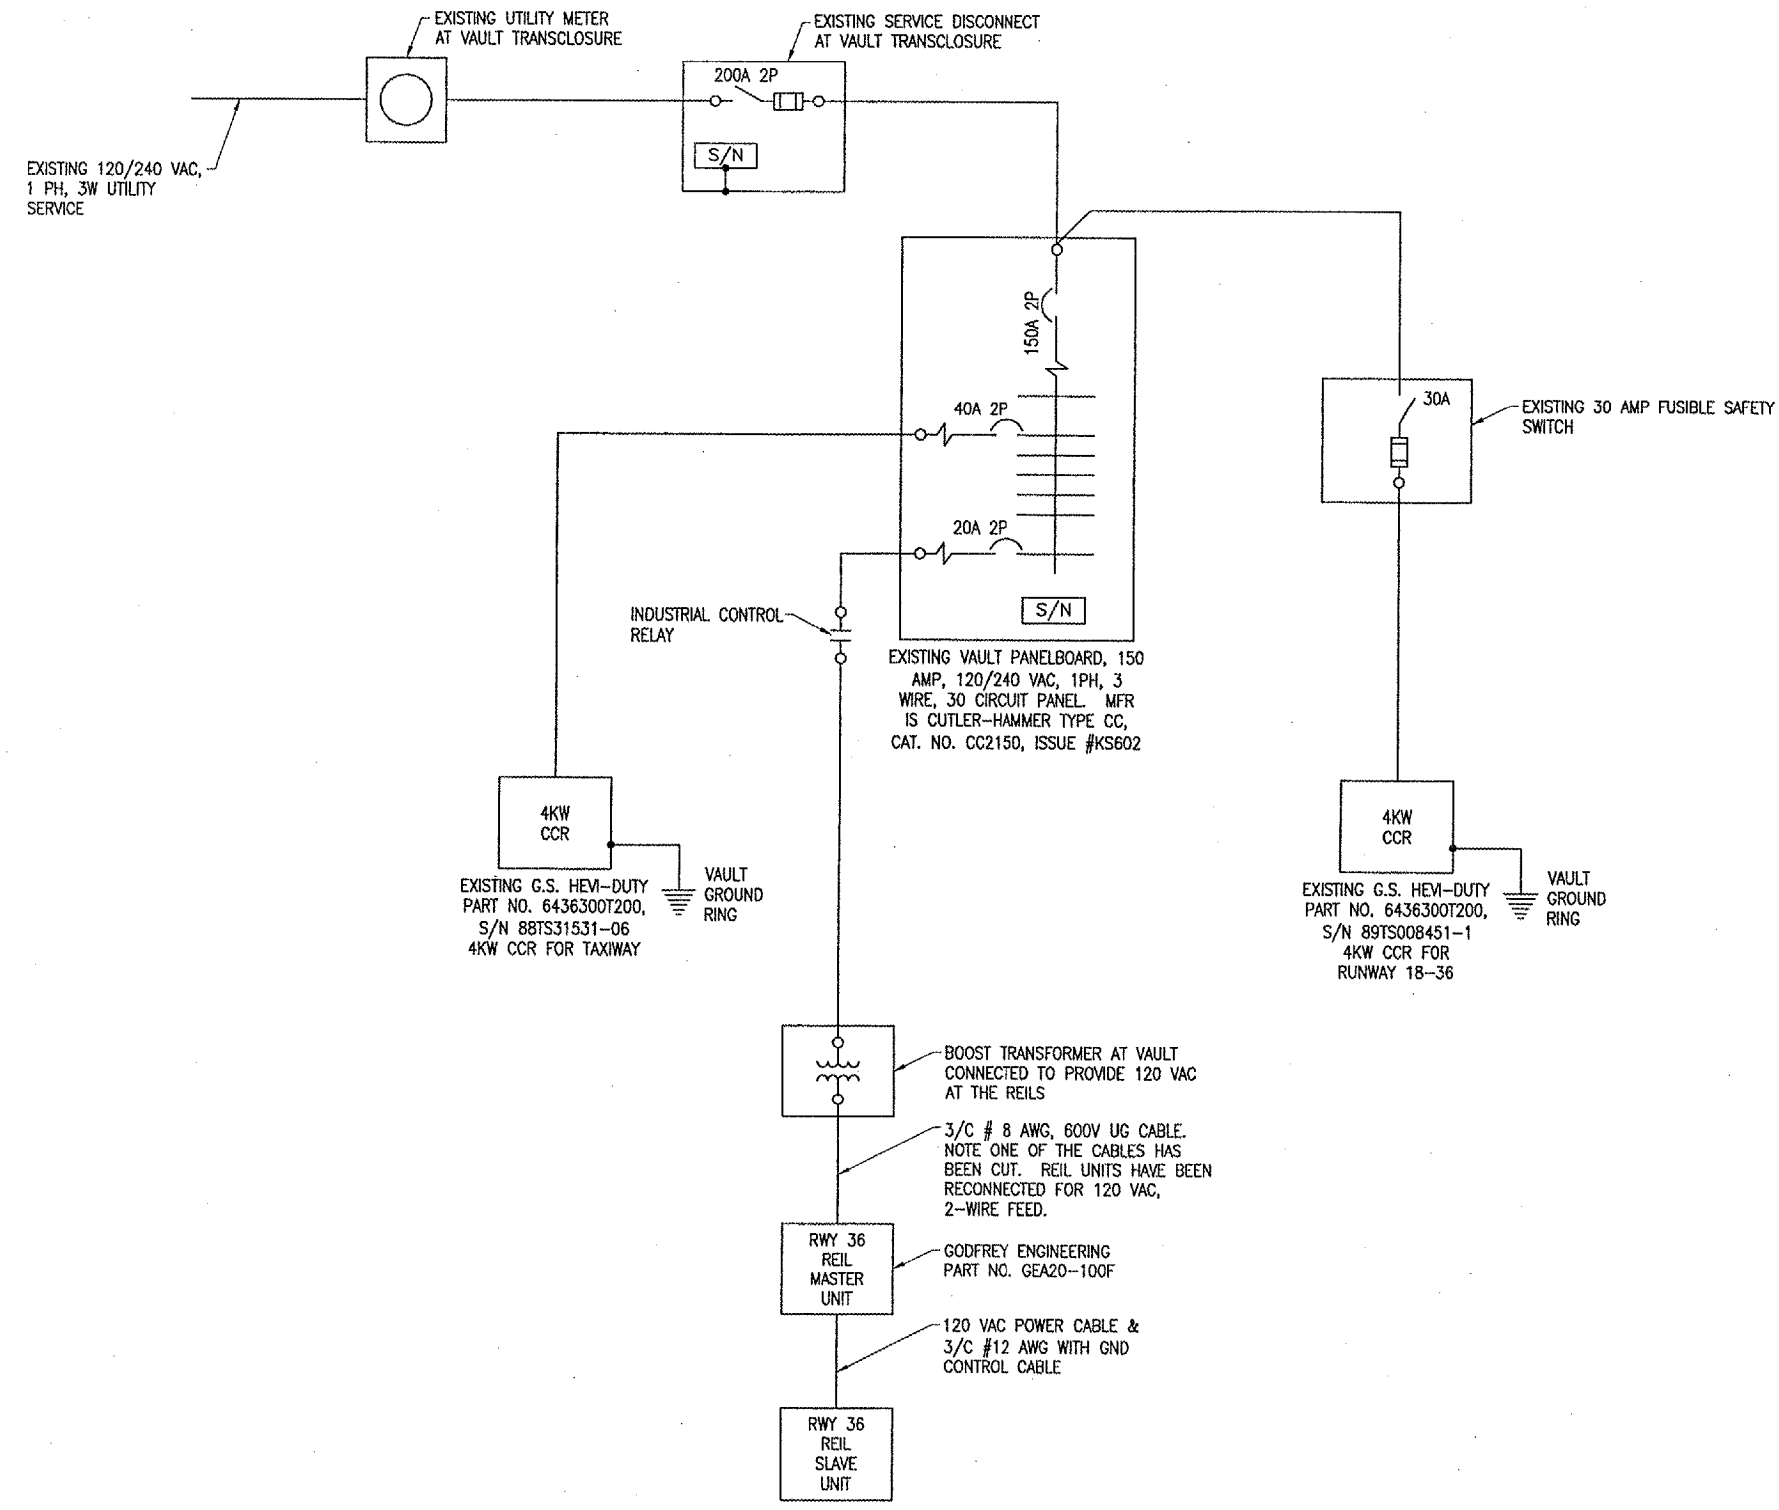 EXISTING UTILITY METER
AT VAULT TRANSCLOSURE
EXISTING SERVICE DISCONNECT
AT VAULT TRANSCLOSURE
200A 2P
S/N
EXISTING 120/240 VAC,
1 PH, 3W UTILITY
SERVICE
150A 2P
40A 2P
20A 2P
S/N
30A
EXISTING 30 AMP FUSIBLE SAFETY
SWITCH
INDUSTRIAL CONTROL
RELAY
EXISTING VAULT PANELBOARD, 150
AMP, 120/240 VAC, 1PH, 3
WIRE, 30 CIRCUIT PANEL. MFR
IS CUTLER-HAMMER TYPE CC,
CAT. NO. CC2150, ISSUE #KS602
4KW
CCR
VAULT
GROUND
RING
EXISTING G.S. HEVI-DUTY
PART NO. 6436300T200,
S/N 88TS31531-06
4KW CCR FOR TAXIWAY
4KW
CCR
VAULT
GROUND
RING
EXISTING G.S. HEVI-DUTY
PART NO. 6436300T200,
S/N 89TS008451-1
4KW CCR FOR
RUNWAY 18-36
BOOST TRANSFORMER AT VAULT
CONNECTED TO PROVIDE 120 VAC
AT THE REILS
3/C # 8 AWG, 600V UG CABLE.
NOTE ONE OF THE CABLES HAS
BEEN CUT. REIL UNITS HAVE BEEN
RECONNECTED FOR 120 VAC,
2-WIRE FEED.
RWY 36
REIL
MASTER
UNIT
GODFREY ENGINEERING
PART NO. GEA20-100F
120 VAC POWER CABLE &
3/C #12 AWG WITH GND
CONTROL CABLE
RWY 36
REIL
SLAVE
UNIT